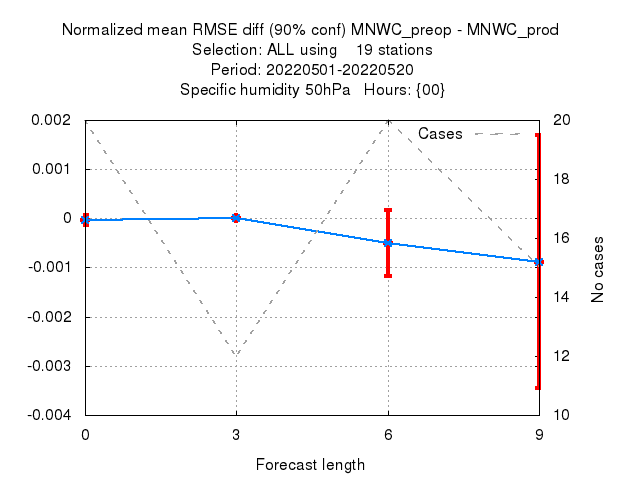 Normalized mean RMSE diff (90% conf) MNWC_preop - MNWC_prod
Selection: ALL using    19 stations
Period: 20220501-20220520
Specific humidity 50hPa   Hours: {00}
0.002
0.001
0
-0.001
-0.002
-0.003
-0.004
Cases
20
18
16
14
12
10
No cases
0
3
6
9
Forecast length